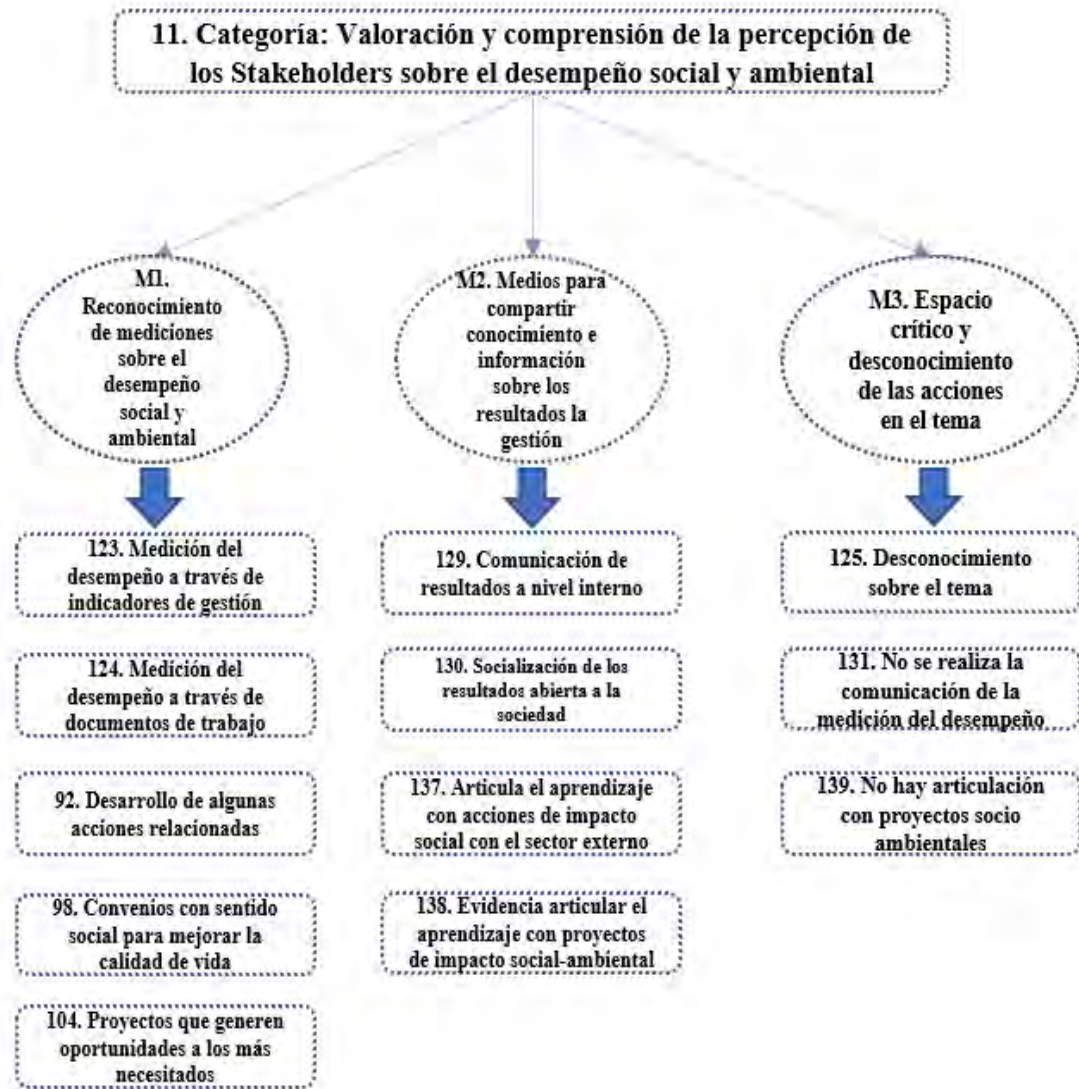 11. Categoría: Valoración y comprensión de la percepción de
los Stakeholders sobre el desempeño social y ambiental
M1.
Reconocimiento
de mediciones
sobre el
desempeño
social y
ambiental
123. Medición del
desempeño a través de
indicadores de gestión
124. Medición del
desempeño a través de
documentos de trabajo
92. Desarrollo de algunas
acciones relacionadas
98. Convenios con sentido
social para mejorar la
calidad de vida
104. Proyectos que generen
oportunidades a los más
necesitados
M2. Medios para
compartir
conocimiento e
información
sobre los
resultados la
gestión
129. Comunicación de
resultados a nivel interno
130. Socialización de los
resultados abierta a la
sociedad
137. Articula el aprendizaje
con acciones de impacto
social con el sector externo
138. Evidencia articular el
aprendizaje con proyectos
de impacto social-ambiental
M3. Espacio
crítico y
desconocimiento
de las acciones
en el tema
125. Desconocimiento
sobre el tema
131. No se realiza la
comunicación de la
medición del desempeño
139. No hay articulación
con proyectos socio
ambientales